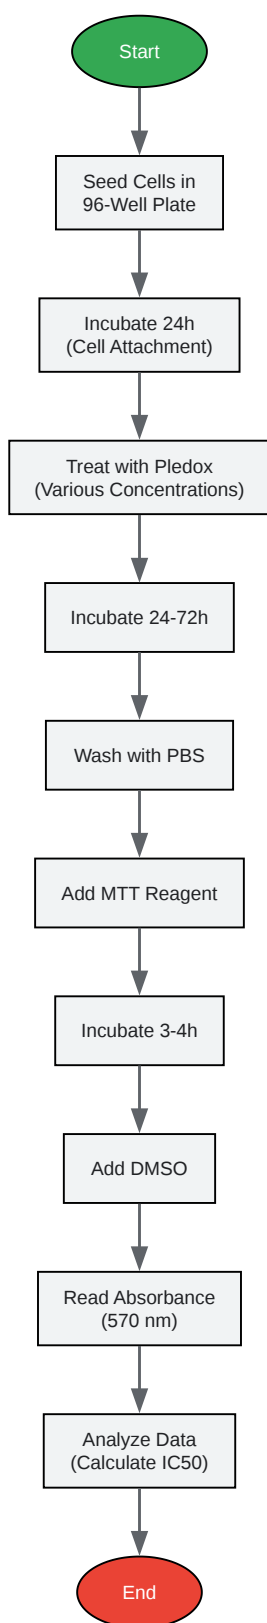 Start
Seed Cells in
96-Well Plate
Incubate 24h
(Cell Attachment)
Treat with Pledox
(Various Concentrations)
Incubate 24-72h
Wash with PBS
Add MTT Reagent
Incubate 3-4h
Add DMSO
Read Absorbance
(570 nm)
Analyze Data
(Calculate IC50)
End